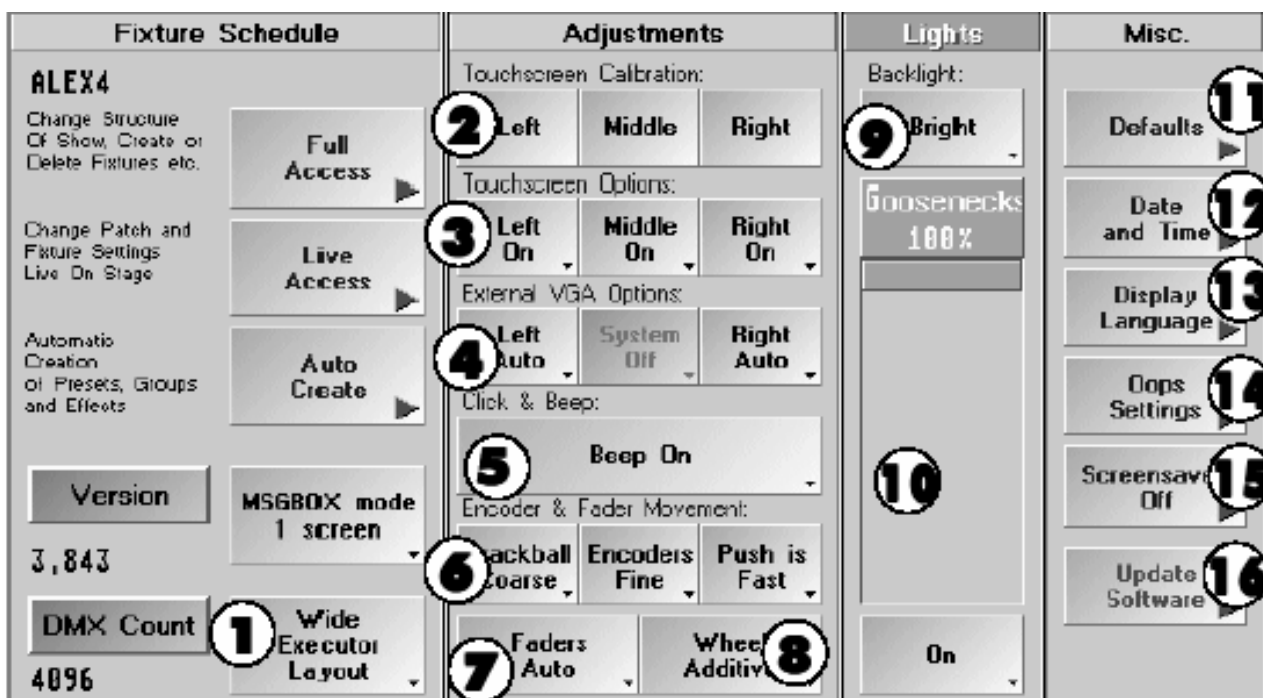 Fixture Schedule
ALEX4
Change Structure
Of Show, Create or
Delete Fixtures etc.
Full
Access
Change Patch and
Fixture Settings
Live On Stage
Live
Access
Automatic
Creation
of Presets, Groups
and Effects
Auto
Create
Version
3,843
MSGBOX mode
1 screen
DMX Count
4096
1
Wide
Executor
Layout
Adjustments
Touchscreen Calibration:
2
Left
Middle
Right
Touchscreen Options:
3
Left
On
Middle
On
Right
On
External VGA Options:
4
Left
Auto
System
Off
Right
Auto
Click & Beep:
5
Beep On
Encoder & Fader Movement:
6
ackball
Coarse
Encoders
Fine
Push is
Fast
7
Faders
Auto
8
Whee
Additiv
Lights
Backlight:
9
Bright
Goosenecks
100%
10
On
Misc.
11
Defaults
12
Date
and Time
13
Display
Language
14
Oops
Settings
15
Screensave
Off
16
Update
Software